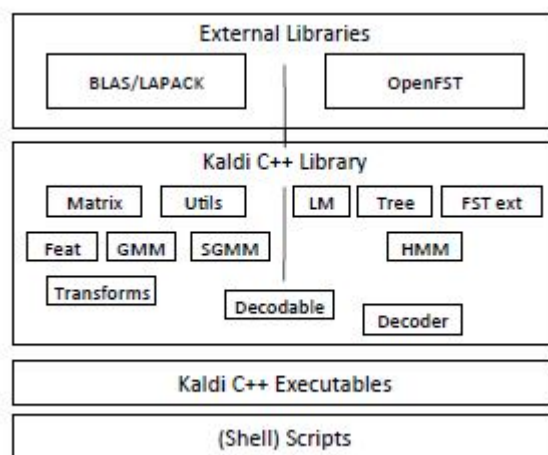 External Libraries
BLAS/LAPACK OpenFST
Kaldi C++ Library
Matrix Utils LM Tree FST ext
Feat GMM SGMM HMM
Transforms Decodable Decoder
Kaldi C++ Executables
(Shell) Scripts